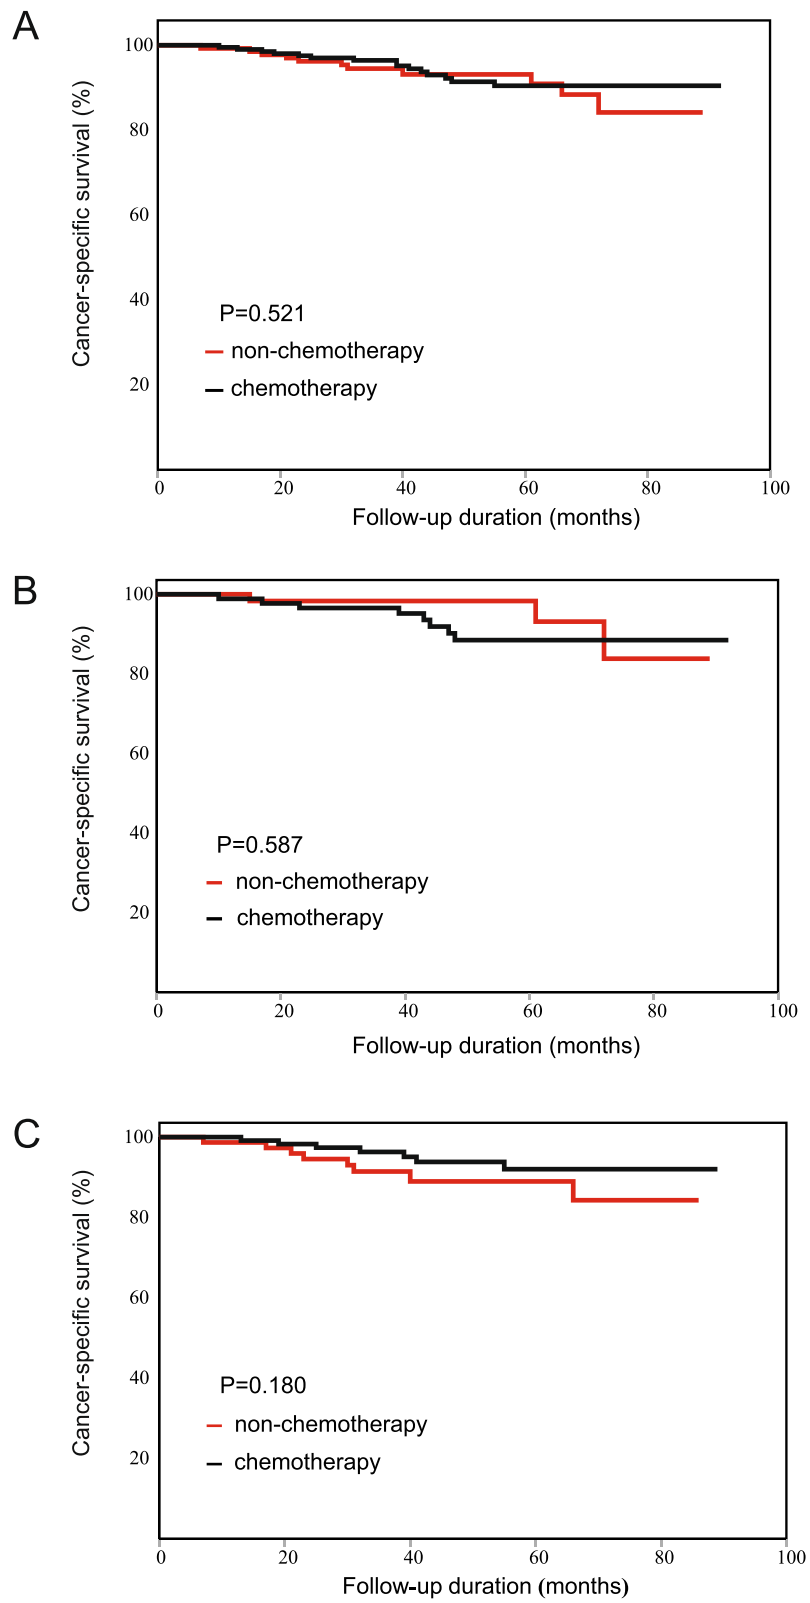 A
Cancer-specific survival (%)
100
80
60
40
20
P=0.521
non-chemotherapy
chemotherapy
0 20 40 60 80 100
Follow-up duration (months)
B
Cancer-specific survival (%)
100
80
60
40
20
P=0.587
non-chemotherapy
chemotherapy
0 20 40 60 80 100
Follow-up duration (months)
C
Cancer-specific survival (%)
100
80
60
40
20
P=0.180
non-chemotherapy
chemotherapy
0 20 40 60 80 100
Follow-up duration (months)